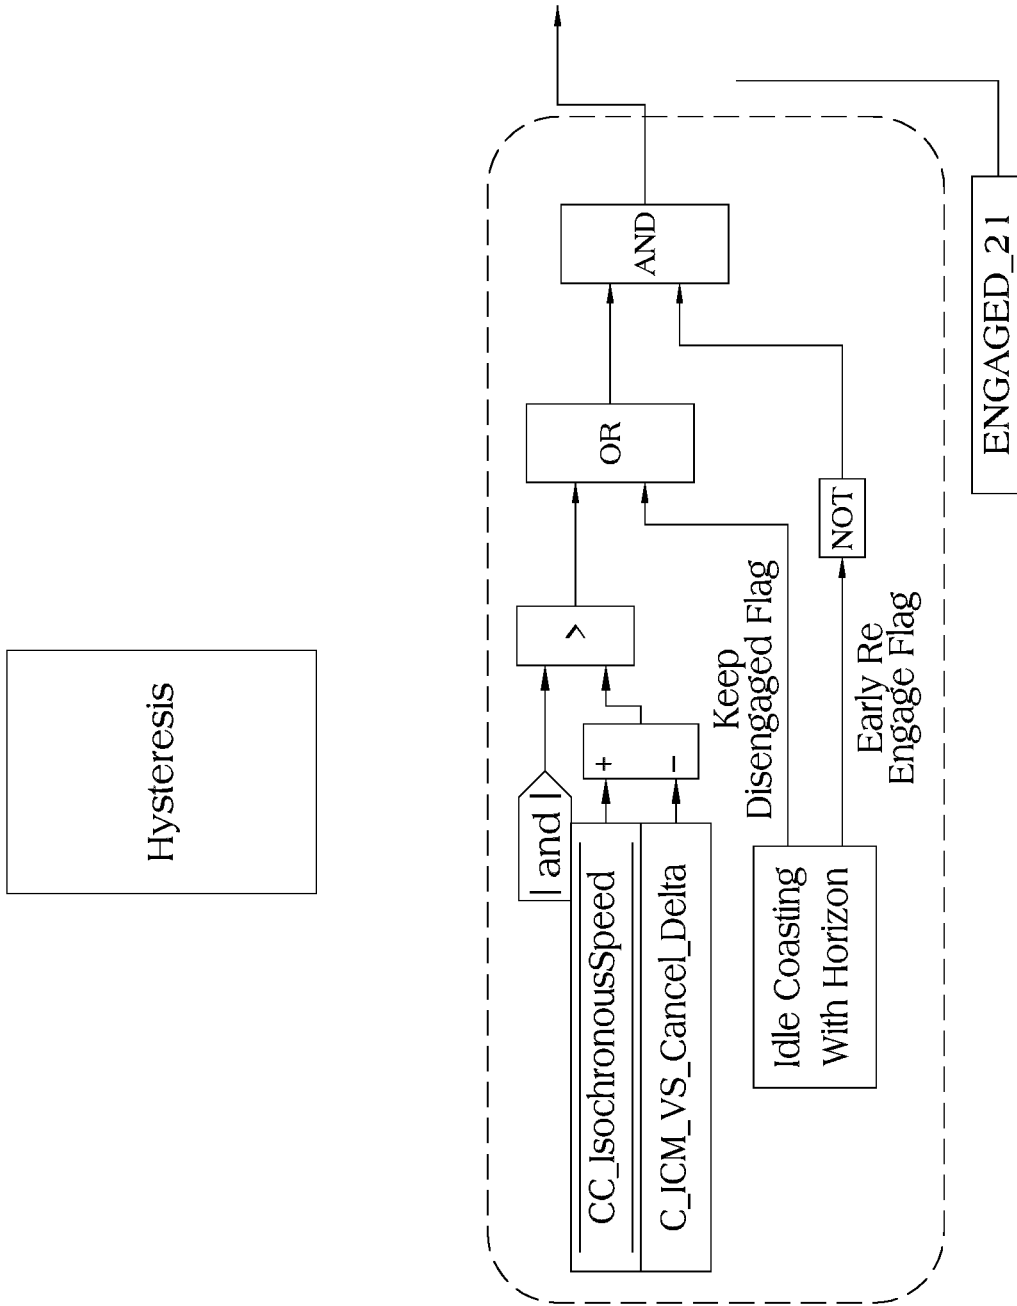 Hysteresis
| and |
CC_IsochronousSpeed
C_ICM_VS_Cancel_Delta
+
−
>
Keep
Disengaged Flag
Idle Coasting
With Horizon
Early Re
Engage Flag
OR
NOT
AND
ENGAGED_21